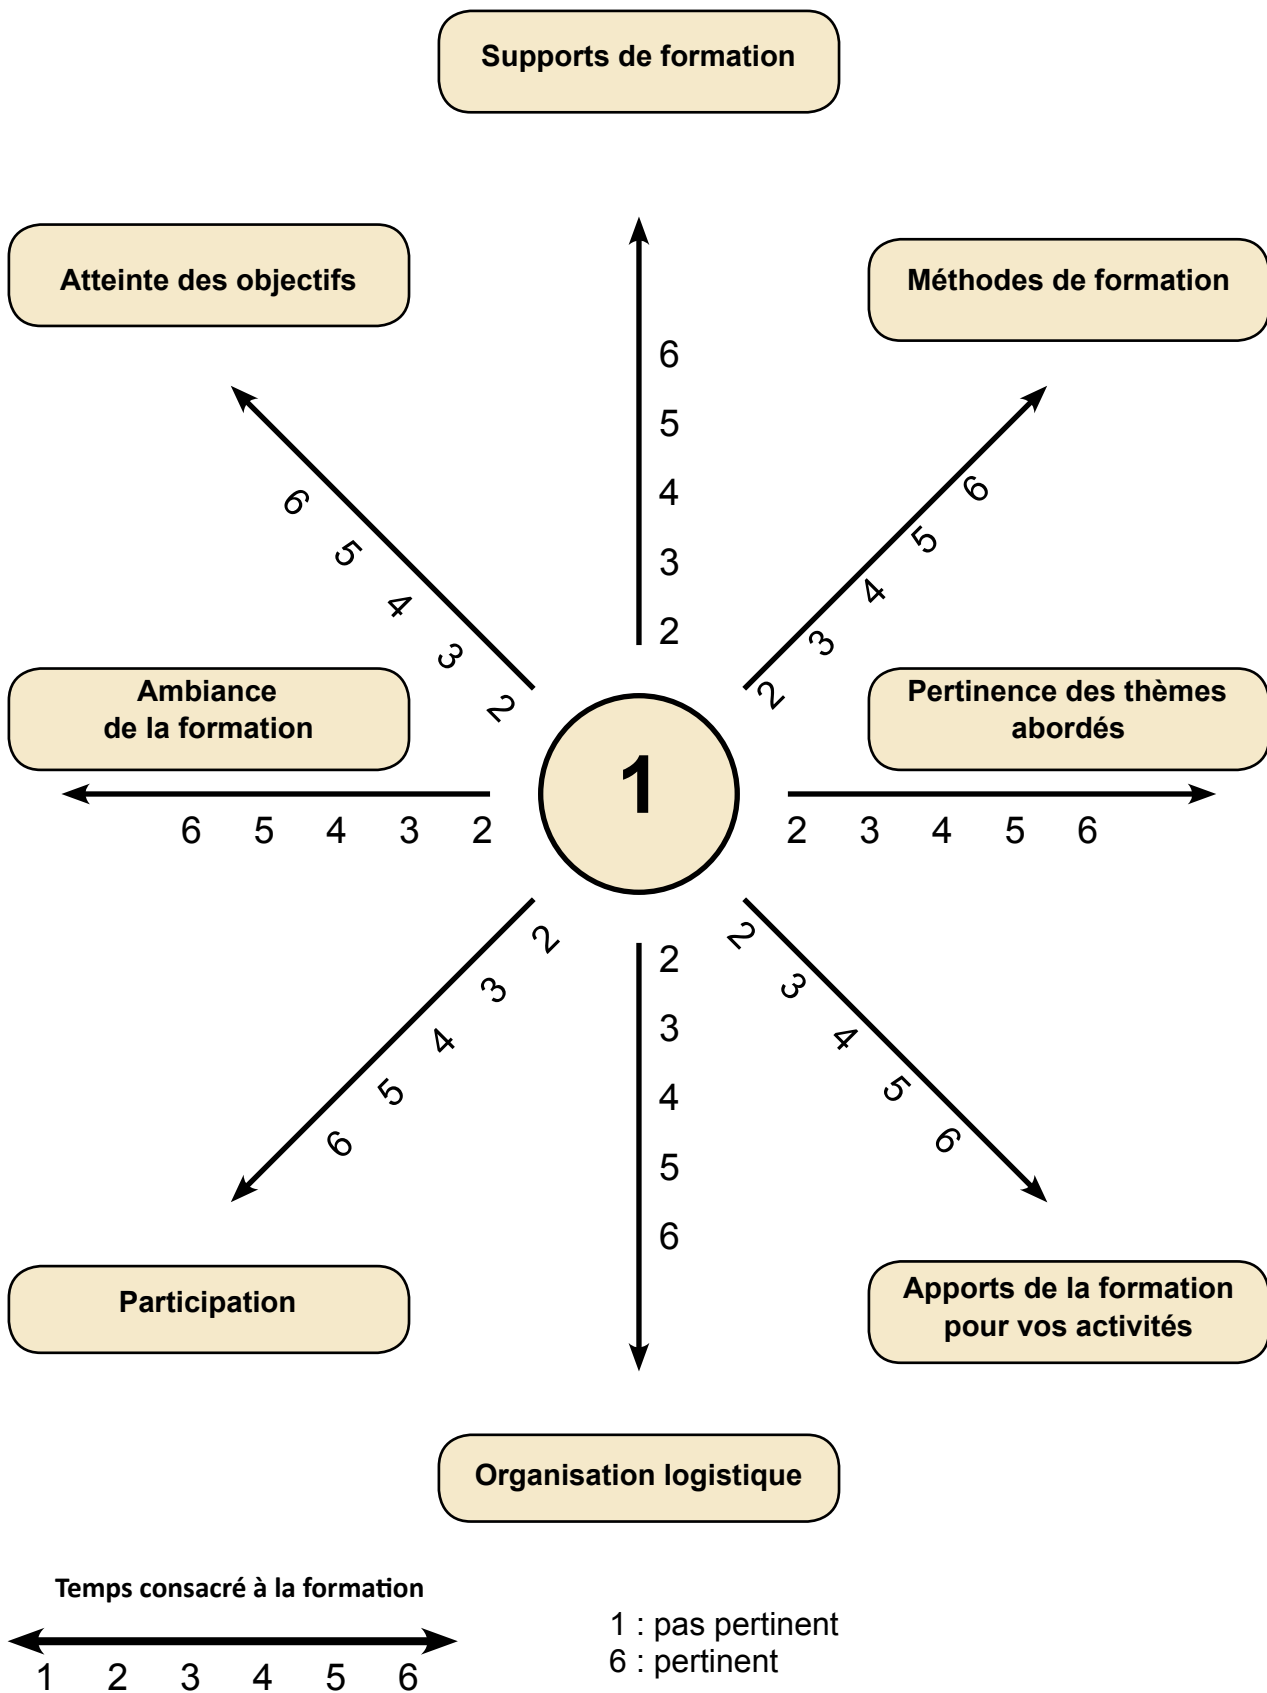 Supports de formation
Atteinte des objectifs
Méthodes de formation
6
5
4
3
2
6
5
4
3
2
2
3
4
5
6
Ambiance
de la formation
Pertinence des thèmes
abordés
1
6 5 4 3 2
2 3 4 5 6
2
3
4
5
6
2
3
4
5
6
2
3
4
5
6
Participation
Apports de la formation
pour vos activités
Organisation logistique
Temps consacré à la formation
1 2 3 4 5 6
1 : pas pertinent
6 : pertinent